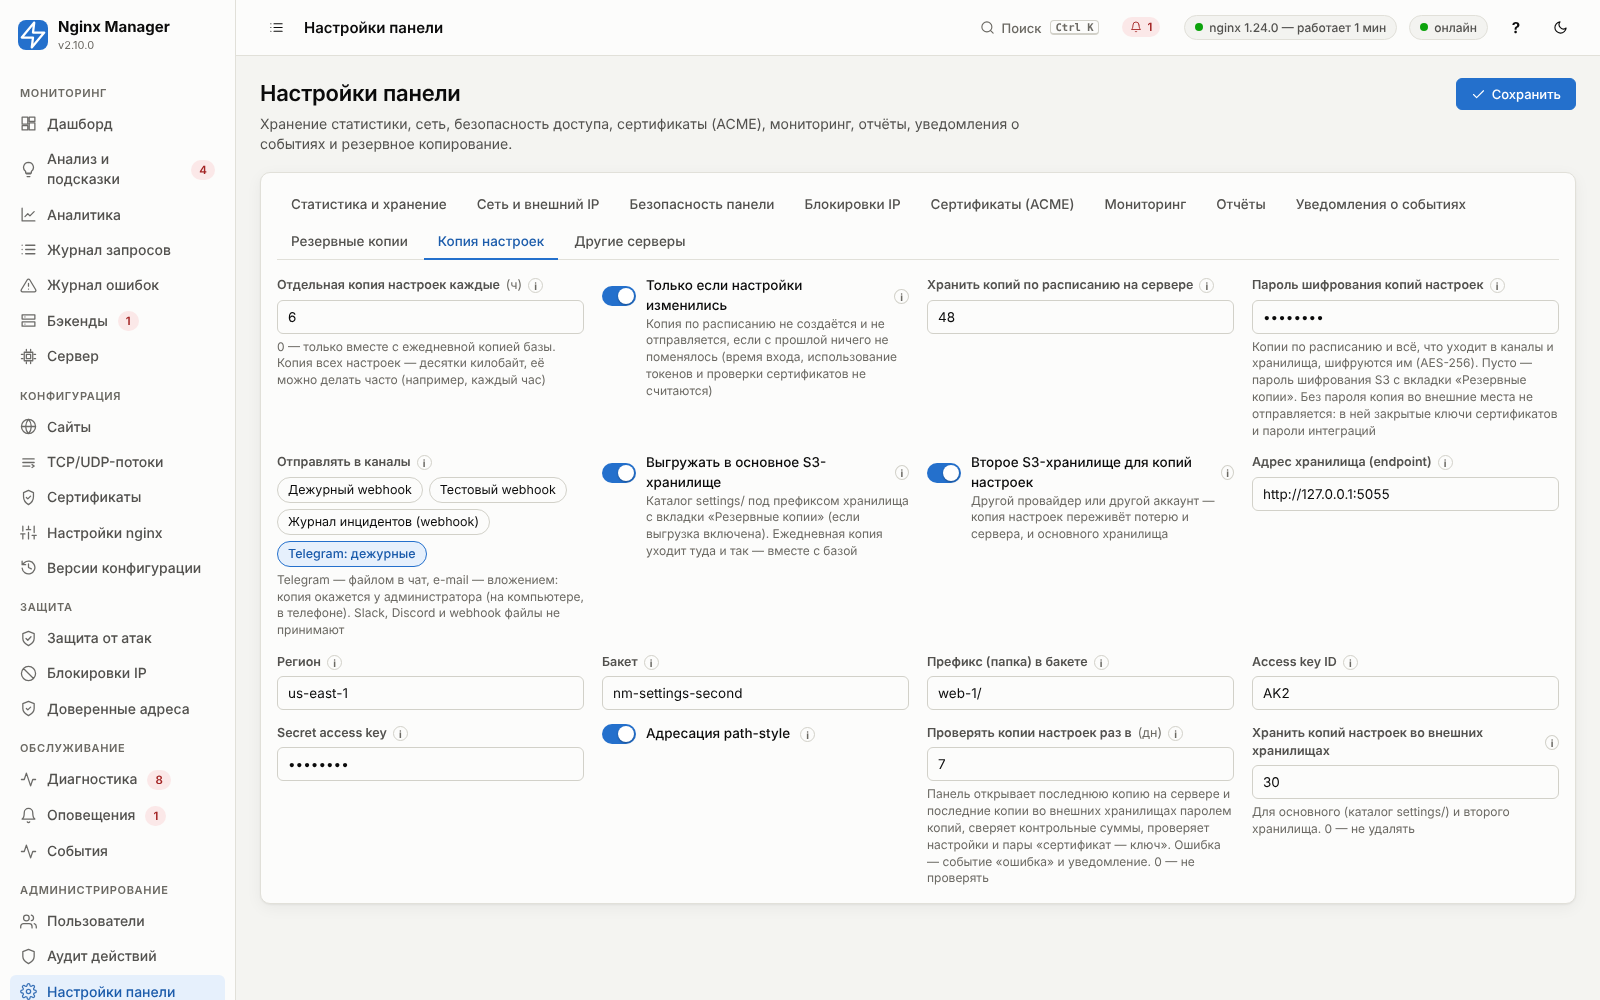 Nginx Manager
v2.10.0
МОНИТОРИНГ
Дашборд
Анализ и
подсказки
4
Аналитика
Журнал запросов
Журнал ошибок
Бэкенды 1
Сервер
КОНФИГУРАЦИЯ
Сайты
TCP/UDP-потоки
Сертификаты
Настройки nginx
Версии конфигурации
ЗАЩИТА
Защита от атак
Блокировки IP
Доверенные адреса
ОБСЛУЖИВАНИЕ
Диагностика 8
Оповещения 1
События
АДМИНИСТРИРОВАНИЕ
Пользователи
Аудит действий
Настройки панели
Настройки панели
Поиск Ctrl K
1
nginx 1.24.0 — работает 1 мин
онлайн
?
Настройки панели
Сохранить
Хранение статистики, сеть, безопасность доступа, сертификаты (ACME), мониторинг, отчёты, уведомления о
событиях и резервное копирование.
Статистика и хранение Сеть и внешний IP Безопасность панели Блокировки IP Сертификаты (ACME) Мониторинг Отчёты Уведомления о событиях
Резервные копии Копия настроек Другие серверы
Отдельная копия настроек каждые (ч) i
6
0 — только вместе с ежедневной копией базы.
Копия всех настроек — десятки килобайт, её
можно делать часто (например, каждый час)
Только если настройки
изменились
i
Копия по расписанию не создаётся и не
отправляется, если с прошлой ничего не
поменялось (время входа, использование
токенов и проверки сертификатов не
считаются)
Хранить копий по расписанию на сервере i
48
Пароль шифрования копий настроек i
••••••••
Копии по расписанию и всё, что уходит в каналы и
хранилища, шифруются им (AES-256). Пусто —
пароль шифрования S3 с вкладки «Резервные
копии». Без пароля копия во внешние места не
отправляется: в ней закрытые ключи сертификатов
и пароли интеграций
Отправлять в каналы i
Дежурный webhook Тестовый webhook
Журнал инцидентов (webhook)
Telegram: дежурные
Telegram — файлом в чат, e-mail — вложением:
копия окажется у администратора (на компьютере,
в телефоне). Slack, Discord и webhook файлы не
принимают
Выгружать в основное S3-
хранилище
i
Каталог settings/ под префиксом хранилища
с вкладки «Резервные копии» (если
выгрузка включена). Ежедневная копия
уходит туда и так — вместе с базой
Второе S3-хранилище для копий
настроек
i
Другой провайдер или другой аккаунт —
копия настроек переживёт потерю и
сервера, и основного хранилища
Адрес хранилища (endpoint) i
http://127.0.0.1:5055
Регион i
us-east-1
Бакет i
nm-settings-second
Префикс (папка) в бакете i
web-1/
Access key ID i
AK2
Secret access key i
••••••••
Адресация path-style i
Проверять копии настроек раз в (дн) i
7
Панель открывает последнюю копию на сервере и
последние копии во внешних хранилищах паролем
копий, сверяет контрольные суммы, проверяет
настройки и пары «сертификат — ключ». Ошибка
— событие «ошибка» и уведомление. 0 — не
проверять
Хранить копий настроек во внешних
хранилищах
i
30
Для основного (каталог settings/) и второго
хранилища. 0 — не удалять